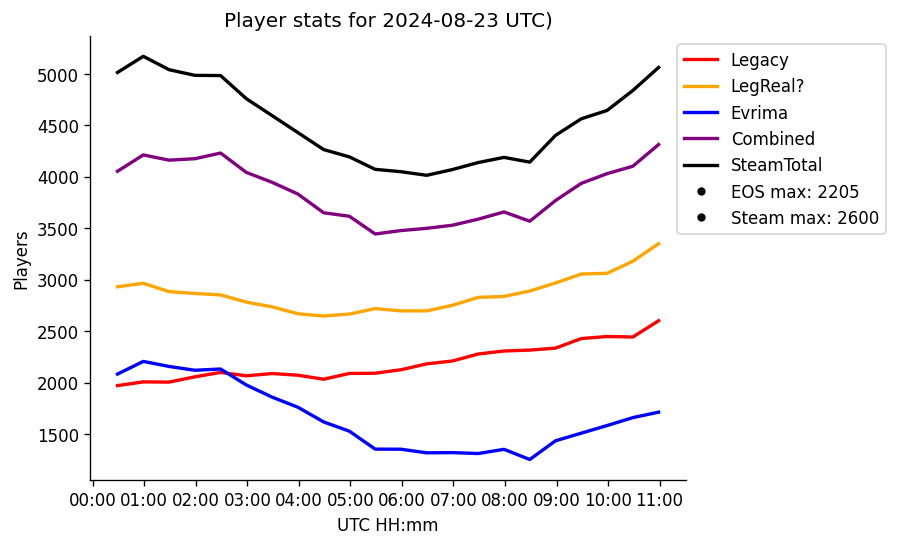 Player stats for 2024-08-23 UTC)
Legacy
LegReal?
Evrima
Combined
SteamTotal
EOS max: 2205
Steam max: 2600
Players
5000
4500
4000
3500
3000
2500
2000
1500
00:00 01:00 02:00 03:00 04:00 05:00 06:00 07:00 08:00 09:00 10:00 11:00
UTC HH:mm